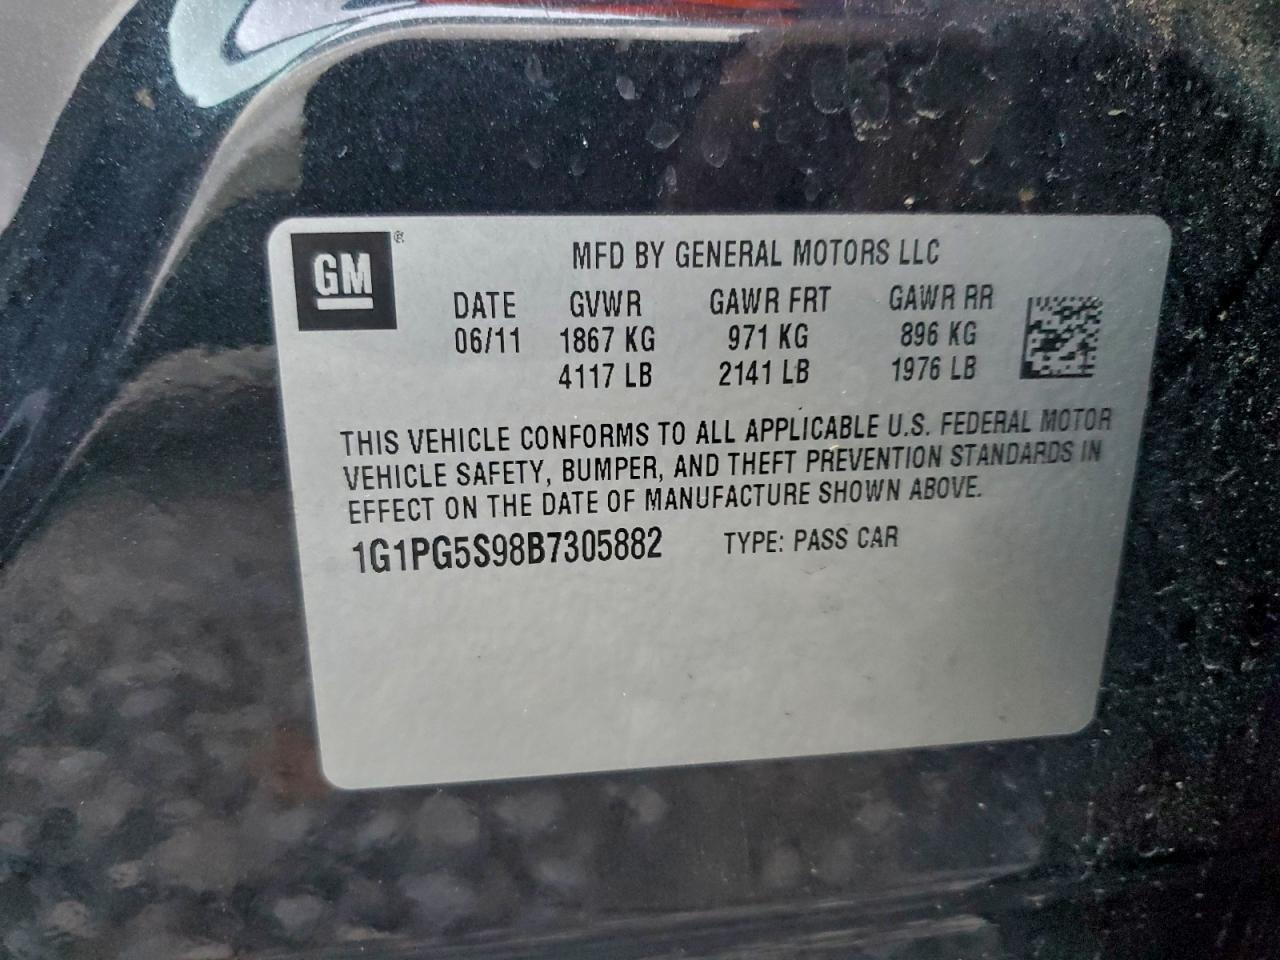 GM ®
MFD BY GENERAL MOTORS LLC
DATE GVWR GAWR FRT GAWR RR
06/11 1867 KG 971 KG 896 KG
4117 LB 2141 LB 1976 LB
THIS VEHICLE CONFORMS TO ALL APPLICABLE U.S. FEDERAL MOTOR
VEHICLE SAFETY, BUMPER, AND THEFT PREVENTION STANDARDS IN
EFFECT ON THE DATE OF MANUFACTURE SHOWN ABOVE.
1G1PG5S98B7305882 TYPE: PASS CAR